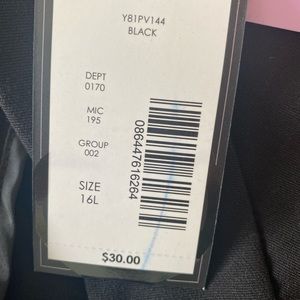 Y81PV144
BLACK
DEPT
0170
MIC
195
GROUP
002
SIZE
16L
086447616264
$30.00